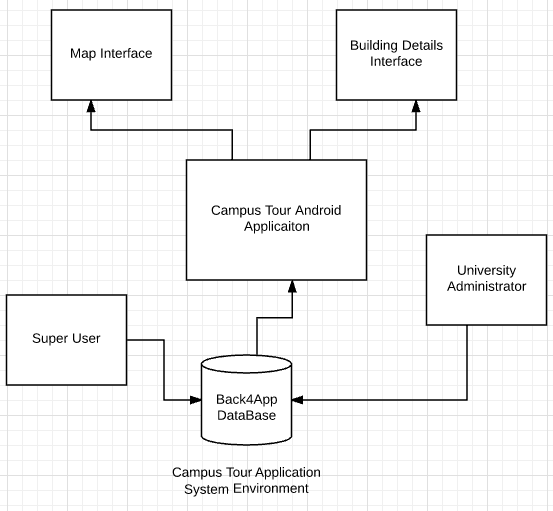 Map Interface
Building Details
Interface
Campus Tour Android
Applicaiton
University
Administrator
Super User
Back4App
DataBase
Campus Tour Application
System Environment